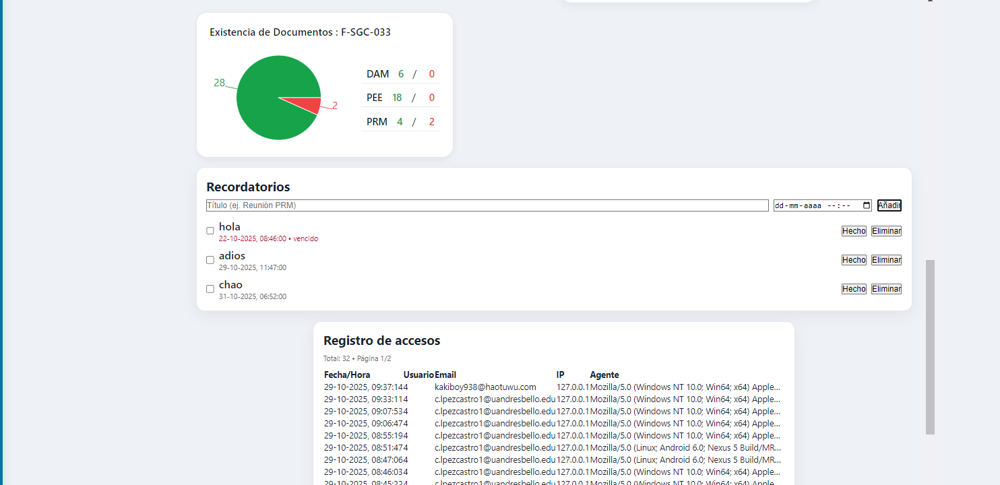 Existencia de Documentos : F-SGC-033
28
2
DAM 6 / 0
PEE 18 / 0
PRM 4 / 2
Recordatorios
Título (ej. Reunión PRM) dd-mm-aaaa --:-- Añadir
hola
22-10-2025, 08:46:00 • vencido
Hecho Eliminar
adios
29-10-2025, 11:47:00
Hecho Eliminar
chao
31-10-2025, 06:52:00
Hecho Eliminar
Registro de accesos
Total: 32 • Página 1/2
Fecha/Hora Usuario Email IP Agente
29-10-2025, 09:37:14 4 kakiboy938@haotuwu.com 127.0.0.1 Mozilla/5.0 (Windows NT 10.0; Win64; x64) Apple...
29-10-2025, 09:33:11 4 c.lpezcastro1@uandresbello.edu 127.0.0.1 Mozilla/5.0 (Windows NT 10.0; Win64; x64) Apple...
29-10-2025, 09:07:53 4 c.lpezcastro1@uandresbello.edu 127.0.0.1 Mozilla/5.0 (Windows NT 10.0; Win64; x64) Apple...
29-10-2025, 09:06:47 4 c.lpezcastro1@uandresbello.edu 127.0.0.1 Mozilla/5.0 (Windows NT 10.0; Win64; x64) Apple...
29-10-2025, 08:55:19 4 c.lpezcastro1@uandresbello.edu 127.0.0.1 Mozilla/5.0 (Windows NT 10.0; Win64; x64) Apple...
29-10-2025, 08:51:47 4 c.lpezcastro1@uandresbello.edu 127.0.0.1 Mozilla/5.0 (Linux; Android 6.0; Nexus 5 Build/MR...
29-10-2025, 08:47:06 4 c.lpezcastro1@uandresbello.edu 127.0.0.1 Mozilla/5.0 (Linux; Android 6.0; Nexus 5 Build/MR...
29-10-2025, 08:46:03 4 c.lpezcastro1@uandresbello.edu 127.0.0.1 Mozilla/5.0 (Windows NT 10.0; Win64; x64) Apple...
29-10-2025, 08:45:22 4 c.lpezcastro1@uandresbello.edu 127.0.0.1 Mozilla/5.0 (Windows NT 10.0; Win64; x64) Apple...